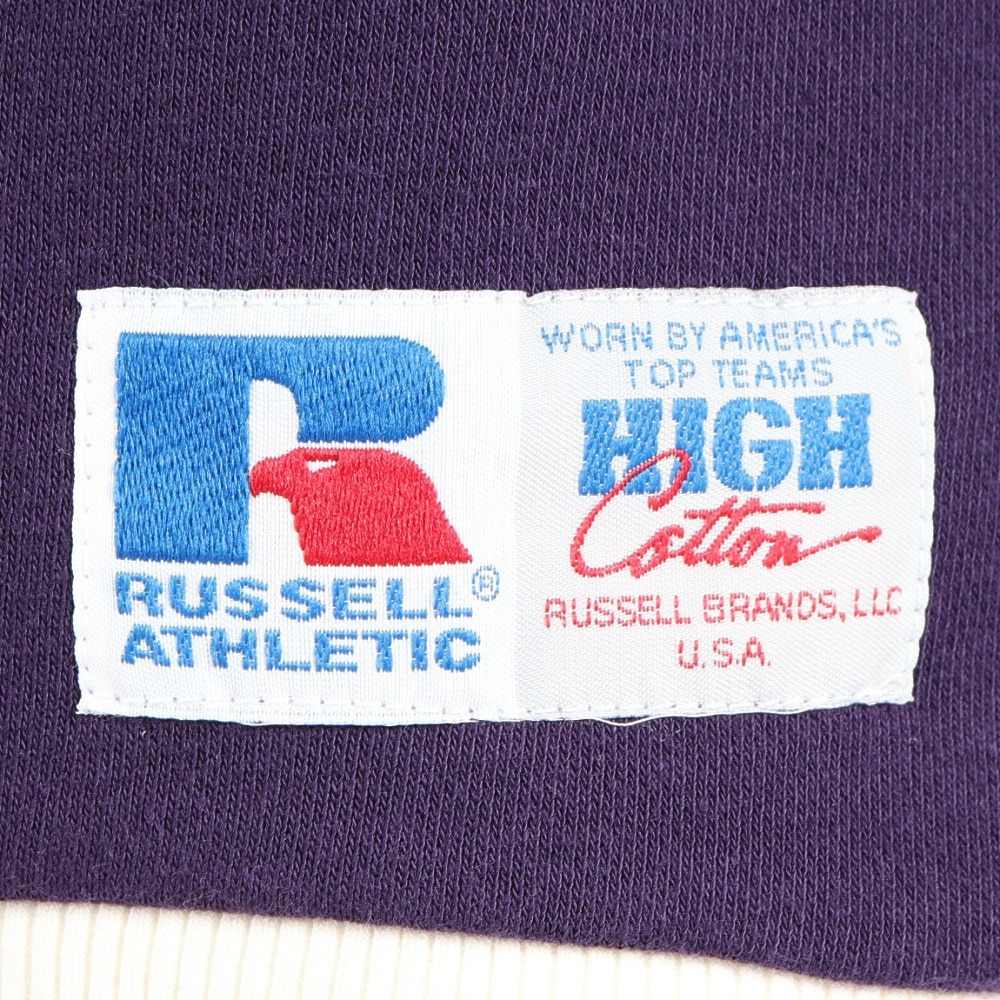 RUSSELL®
ATHLETIC
WORN BY AMERICA'S
TOP TEAMS
HIGH
Cotton
RUSSELL BRANDS, LLC
U.S.A.